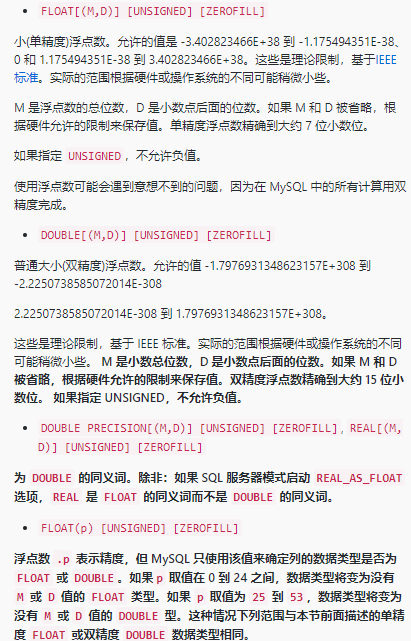 FLOAT[(M,D)] [UNSIGNED] [ZEROFILL]
小(单精度)浮点数。允许的值是 -3.402823466E+38 到 -1.175494351E-38、
0 和 1.175494351E-38 到 3.402823466E+38。这些是理论限制，基于IEEE
标准。实际的范围根据硬件或操作系统的不同可能稍微小些。
M 是浮点数的总位数，D 是小数点后面的位数。如果 M 和 D 被省略，根
据硬件允许的限制来保存值。单精度浮点数精确到大约 7 位小数位。
如果指定 UNSIGNED，不允许负值。
使用浮点数可能会遇到意想不到的问题，因为在 MySQL 中的所有计算用双
精度完成。
DOUBLE[(M,D)] [UNSIGNED] [ZEROFILL]
普通大小(双精度)浮点数。允许的值 -1.7976931348623157E+308 到
-2.2250738585072014E-308
2.2250738585072014E-308 到 1.7976931348623157E+308。
这些是理论限制，基于 IEEE 标准。实际的范围根据硬件或操作系统的不同
可能稍微小些。 M 是小数总位数，D 是小数点后面的位数。如果 M 和 D
被省略，根据硬件允许的限制来保存值。双精度浮点数精确到大约 15 位小
数位。 如果指定 UNSIGNED，不允许负值。
DOUBLE PRECISION[(M,D)] [UNSIGNED] [ZEROFILL]，REAL[(M,
D)] [UNSIGNED] [ZEROFILL]
为 DOUBLE 的同义词。除非：如果 SQL 服务器模式启动 REAL_AS_FLOAT
选项，REAL 是 FLOAT 的同义词而不是 DOUBLE 的同义词。
FLOAT(p) [UNSIGNED] [ZEROFILL]
浮点数 .p 表示精度，但 MySQL 只使用该值来确定列的数据类型是否为
FLOAT 或 DOUBLE。如果 p 取值在 0 到 24 之间，数据类型将变为没有
M 或 D 值的 FLOAT 类型。如果 p 取值为 25 到 53，数据类型将变为
没有 M 或 D 值的 DOUBLE 型。这种情况下列范围与本节前面描述的单精
度 FLOAT 或双精度 DOUBLE 数据类型相同。